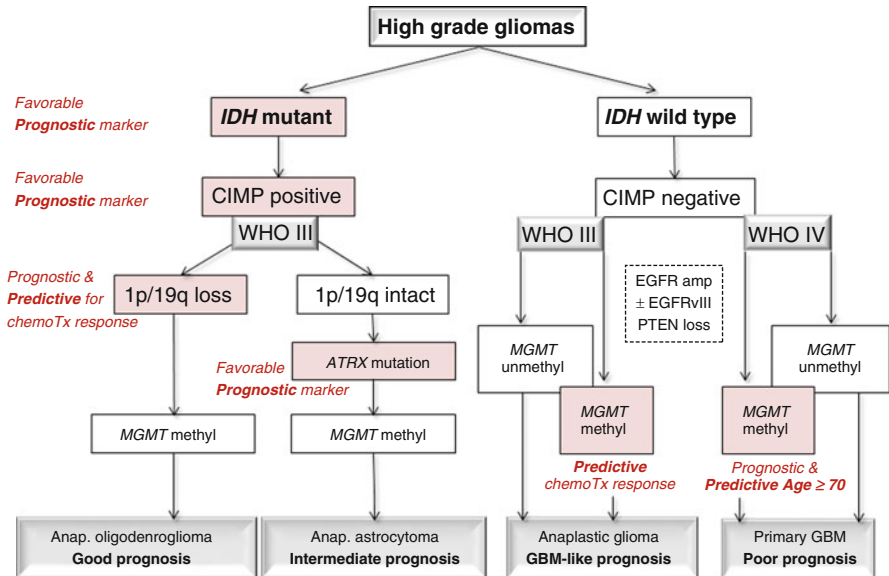 High grade gliomas
Favorable
Prognostic marker
IDH mutant
IDH wild type
Favorable
Prognostic marker
CIMP positive
CIMP negative
WHO III
WHO III
WHO IV
Prognostic &
Predictive for
chemoTx response
1p/19q loss
1p/19q intact
EGFR amp
± EGFRvIII
PTEN loss
Favorable
Prognostic marker
ATRX mutation
MGMT
unmethyl
MGMT
unmethyl
MGMT methyl
MGMT methyl
MGMT
methyl
MGMT
methyl
Predictive
chemoTx response
Prognostic &
Predictive Age ≥ 70
Anap. oligodenroglioma
Good prognosis
Anap. astrocytoma
Intermediate prognosis
Anaplastic glioma
GBM-like prognosis
Primary GBM
Poor prognosis